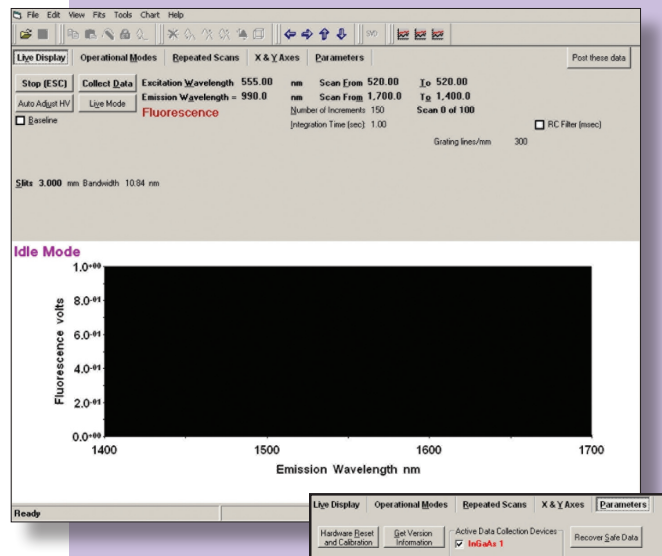 File Edit View Fits Tools Chart Help
SVD
Live Display Operational Modes Repeated Scans X & Y Axes Parameters Post these data
Stop (ESC) Collect Data Excitation Wavelength 555.00 nm Scan From 520.00 To 520.00
Auto Adjust HV Live Mode Emission Wavelength = 990.0 nm Scan From 1,700.0 To 1,400.0
Baseline Fluorescence Number of Increments 150 Scan 0 of 100
Integration Time (sec) 1.00 RC Filter (msec)
Grating lines/mm 300
Slits 3.000 mm Bandwidth 10.84 nm
Idle Mode
1.0+00
8.0-01
6.0-01
4.0-01
2.0-01
0.0+00
Fluorescence volts
1400 1500 1600 1700
Emission Wavelength nm
Ready
Live Display Operational Modes Repeated Scans X & Y Axes Parameters
Hardware Reset and Calibration Get Version Information Active Data Collection Devices Recover Safe Data
InGaAs 1